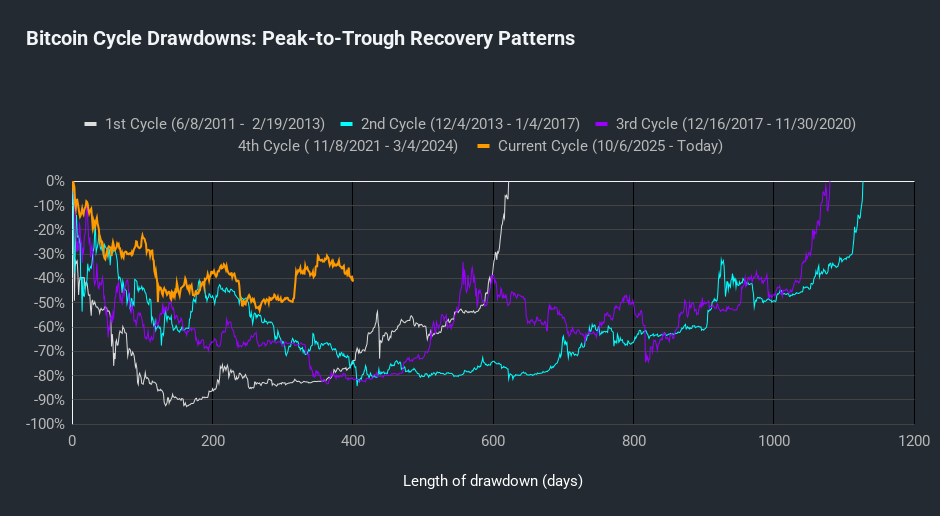 Bitcoin Cycle Drawdowns: Peak-to-Trough Recovery Patterns
1st Cycle (6/8/2011 -  2/19/2013)
2nd Cycle (12/4/2013 - 1/4/2017)
3rd Cycle (12/16/2017 - 11/30/2020)
4th Cycle ( 11/8/2021 - 3/4/2024)
Current Cycle (10/6/2025 - Today)
0%
-10%
-20%
-30%
-40%
-50%
-60%
-70%
-80%
-90%
-100%
0
200
400
600
800
1000
1200
Length of drawdown (days)